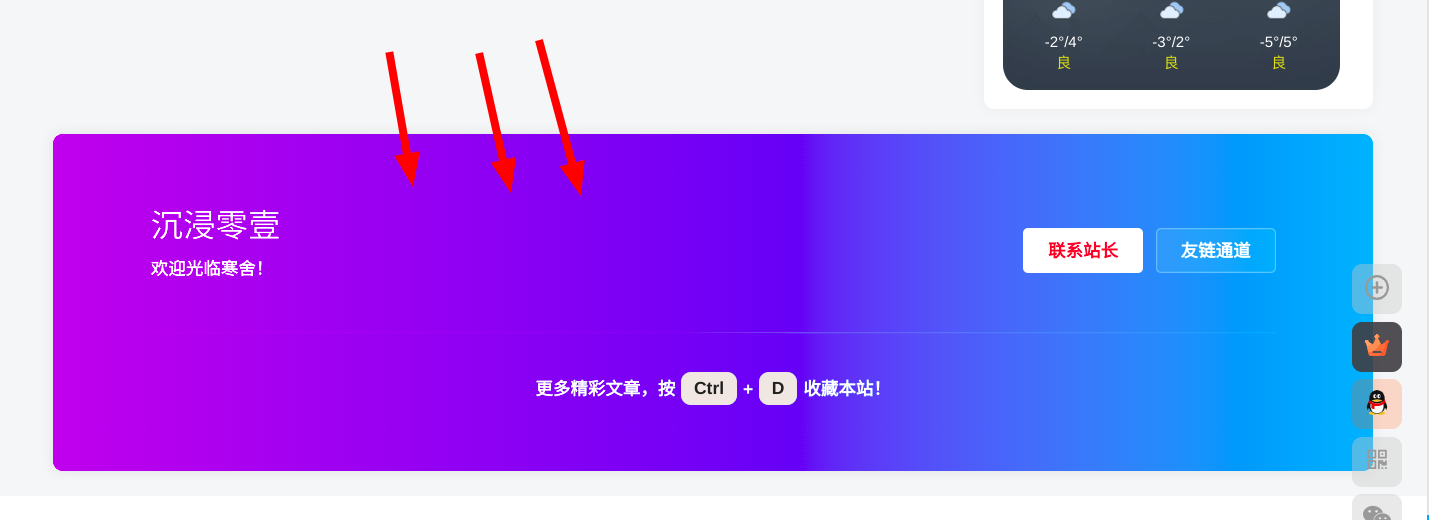 -2°/4° -3°/2° -5°/5°
良 良 良
沉浸零壹
欢迎光临寒舍！
联系站长 友链通道
更多精彩文章，按 Ctrl + D 收藏本站！